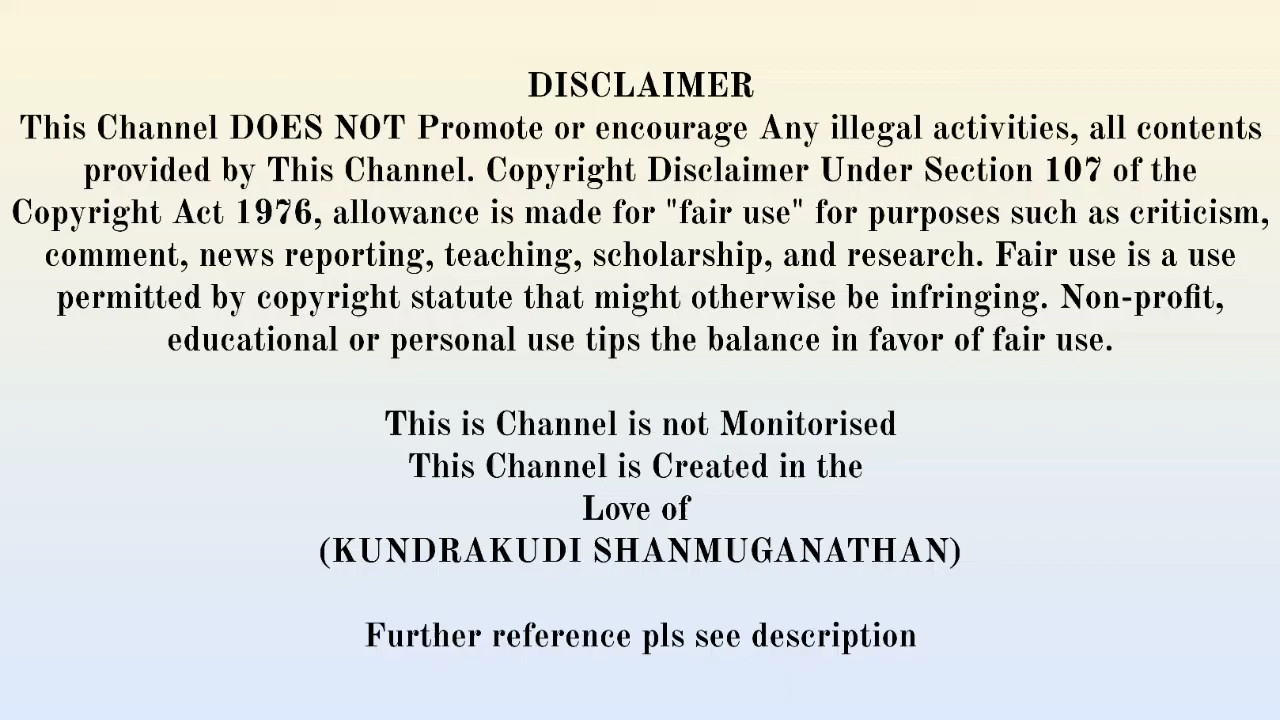 DISCLAIMER
This Channel DOES NOT Promote or encourage Any illegal activities, all contents
provided by This Channel. Copyright Disclaimer Under Section 107 of the
Copyright Act 1976, allowance is made for "fair use" for purposes such as criticism,
comment, news reporting, teaching, scholarship, and research. Fair use is a use
permitted by copyright statute that might otherwise be infringing. Non-profit,
educational or personal use tips the balance in favor of fair use.
This is Channel is not Monitorised
This Channel is Created in the
Love of
(KUNDRAKUDI SHANMUGANATHAN)
Further reference pls see description